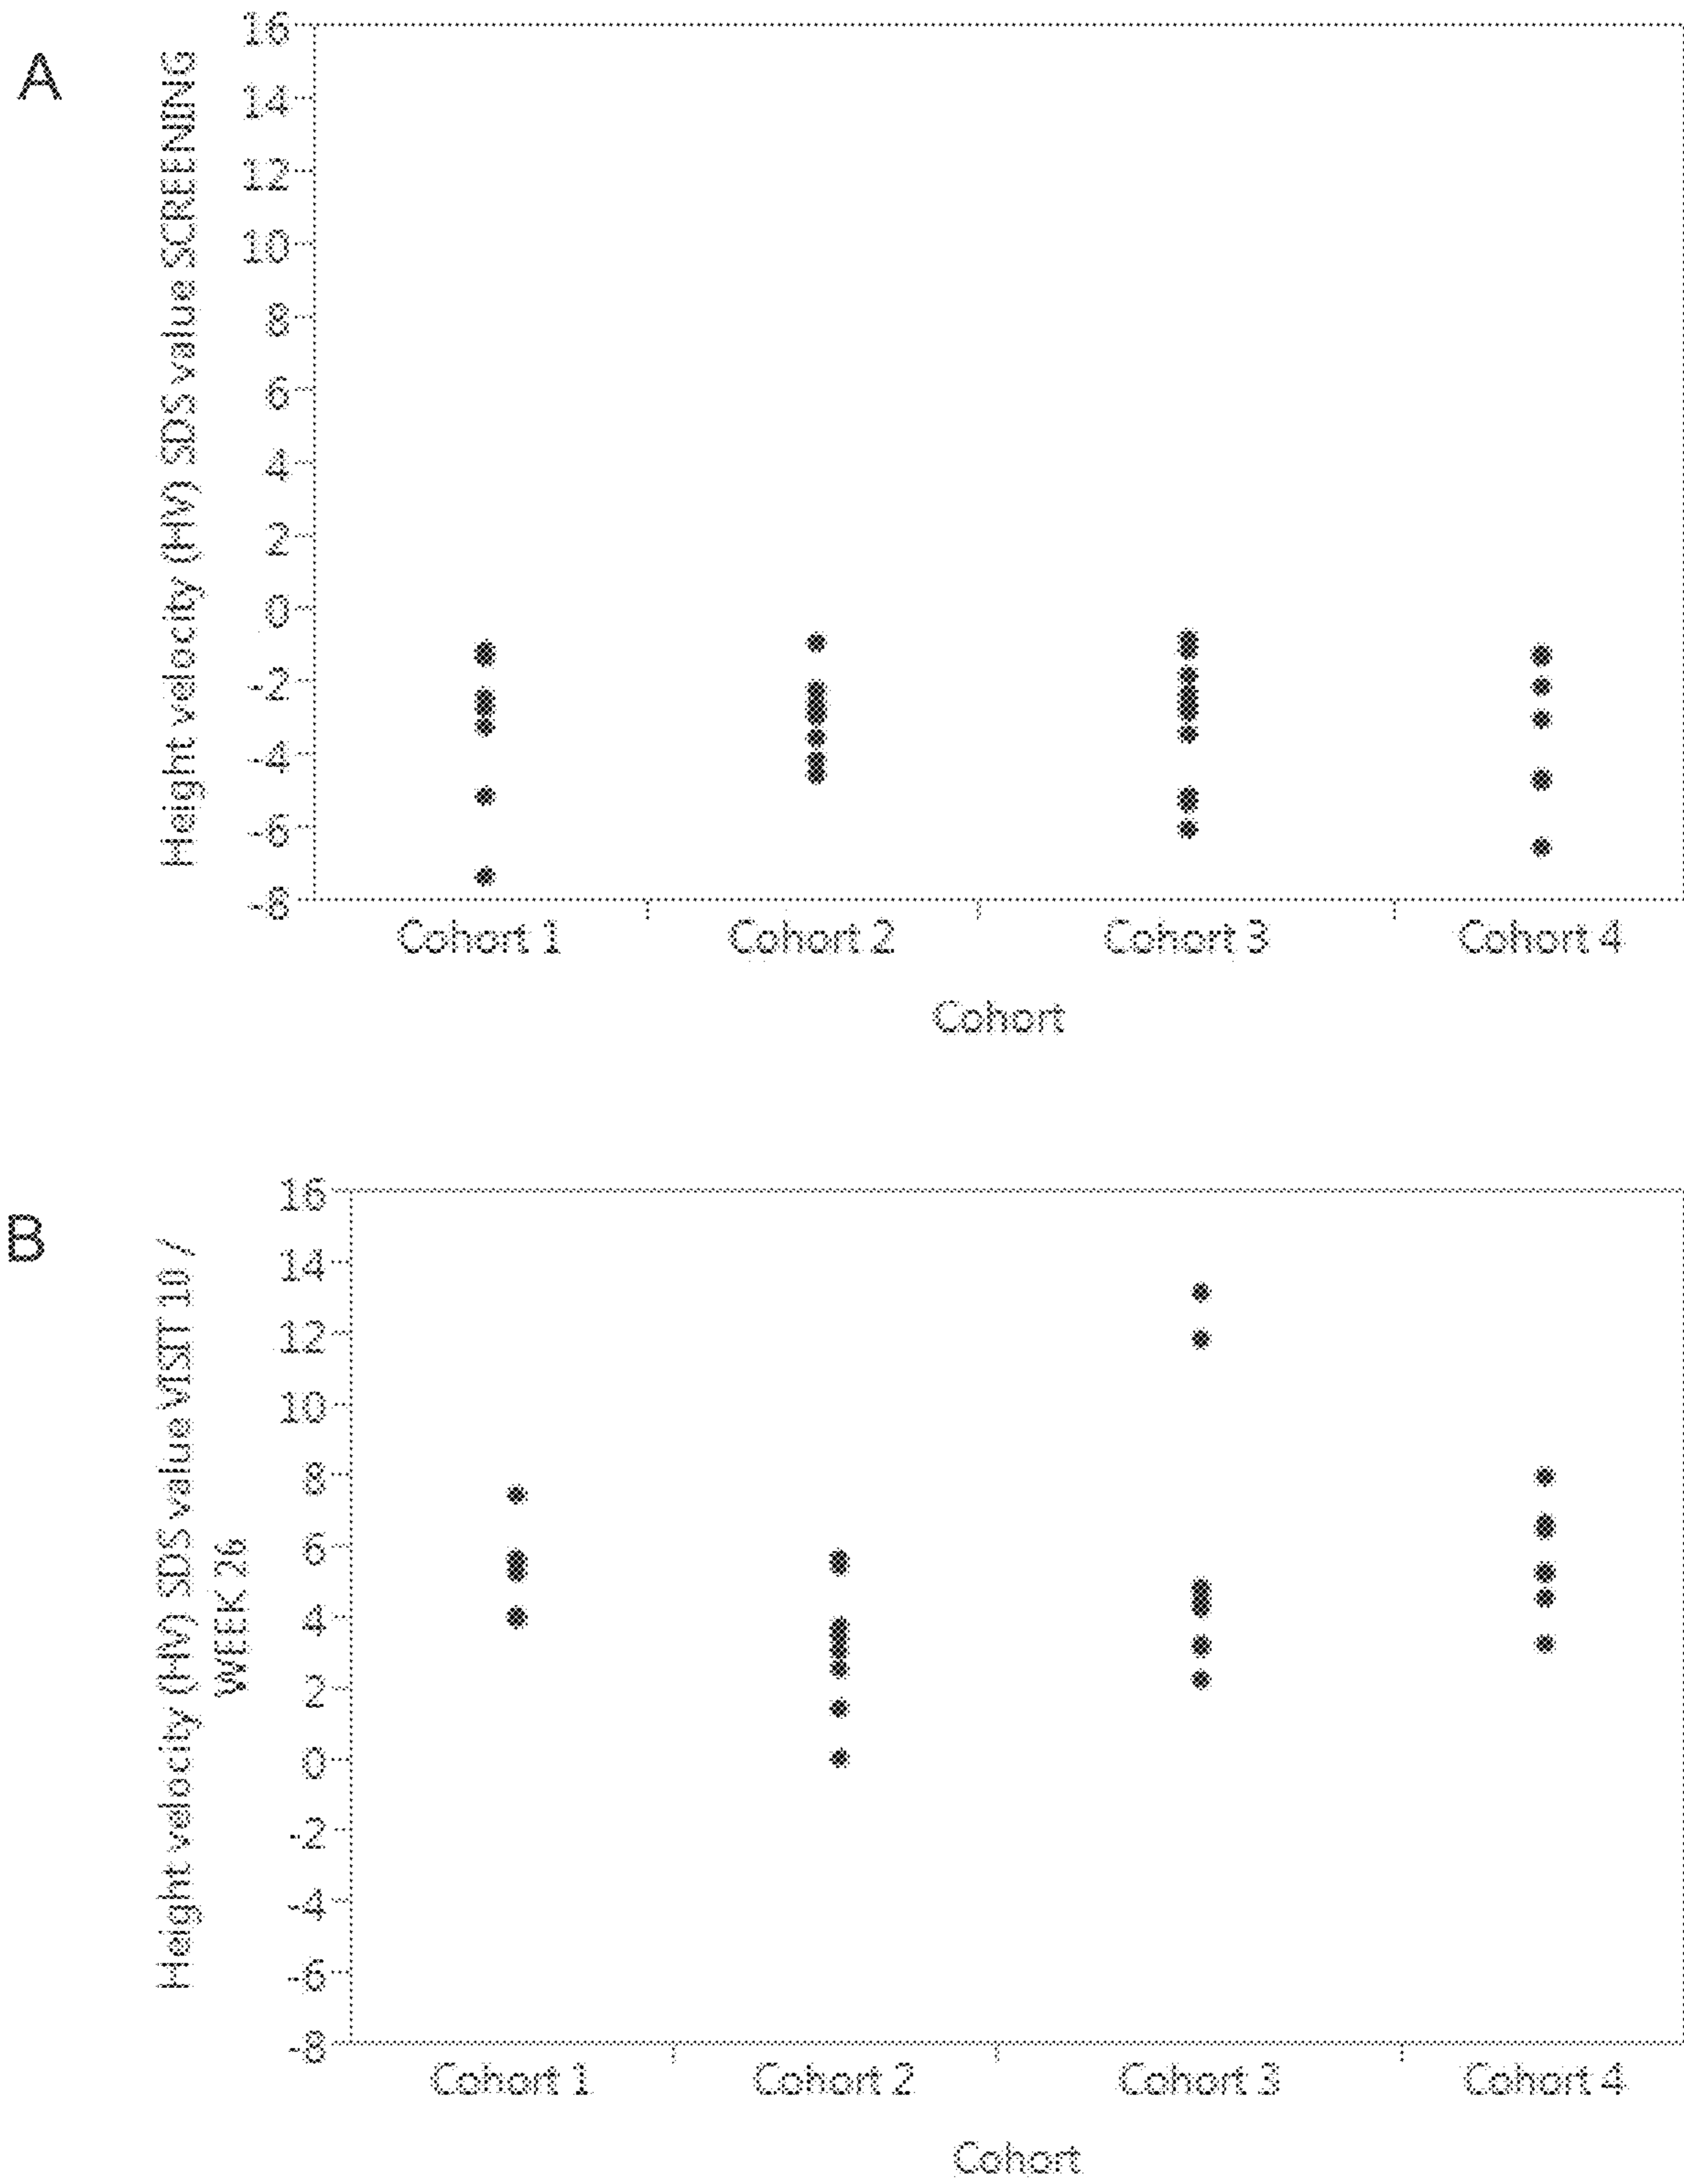 A
Height velocity (HV) SDS value SCREENING
16
14
12
10
8
6
4
2
0
-2
-4
-6
-8
Cohort 1
Cohort 2
Cohort 3
Cohort 4
Cohort
B
Height velocity (HV) SDS value VISIT 10 /
WEEK 26
16
14
12
10
8
6
4
2
0
-2
-4
-6
-8
Cohort 1
Cohort 2
Cohort 3
Cohort 4
Cohort